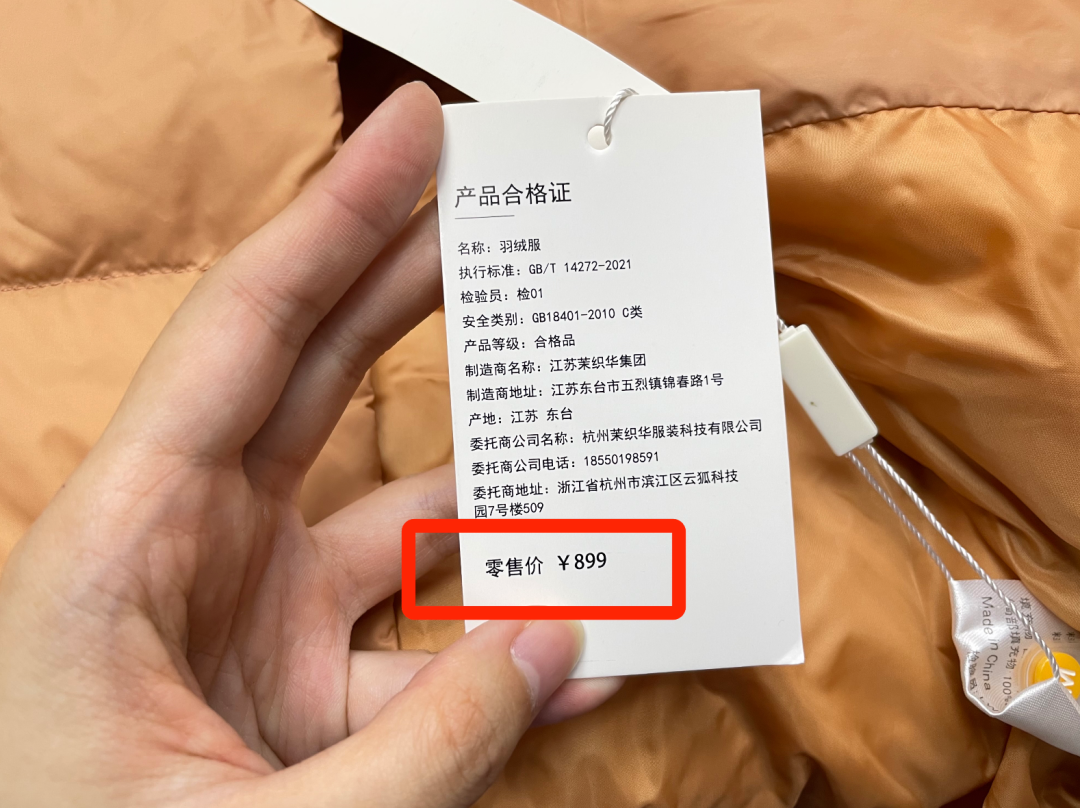 产品合格证
名称：羽绒服
执行标准：GB/T 14272-2021
检验员：检01
安全类别：GB18401-2010 C类
产品等级：合格品
制造商名称：江苏茉织华集团
制造商地址：江苏东台市五烈镇锦春路1号
产地：江苏 东台
委托商公司名称：杭州茉织华服装科技有限公司
委托商公司电话：18550198591
委托商地址：浙江省杭州市滨江区云狐科技
园7号楼509
零售价 ￥899
Made in China
填充物 100%